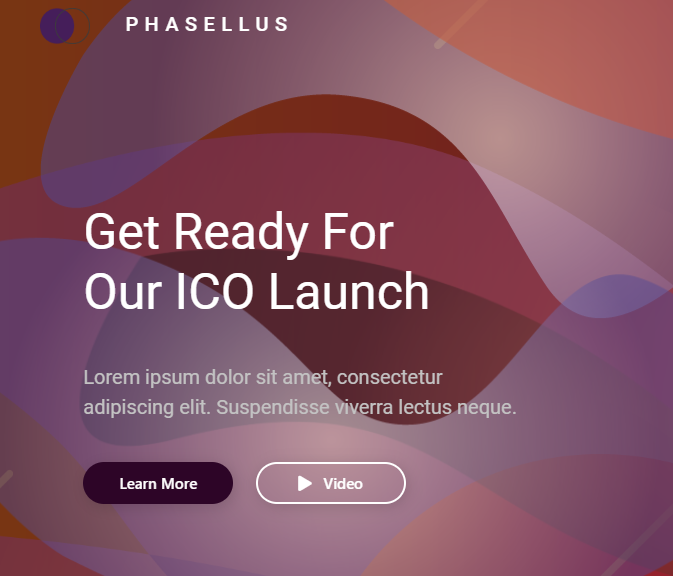 PHASELLUS
Get Ready For
Our ICO Launch
Lorem ipsum dolor sit amet, consectetur
adipiscing elit. Suspendisse viverra lectus neque.
Learn More
Video